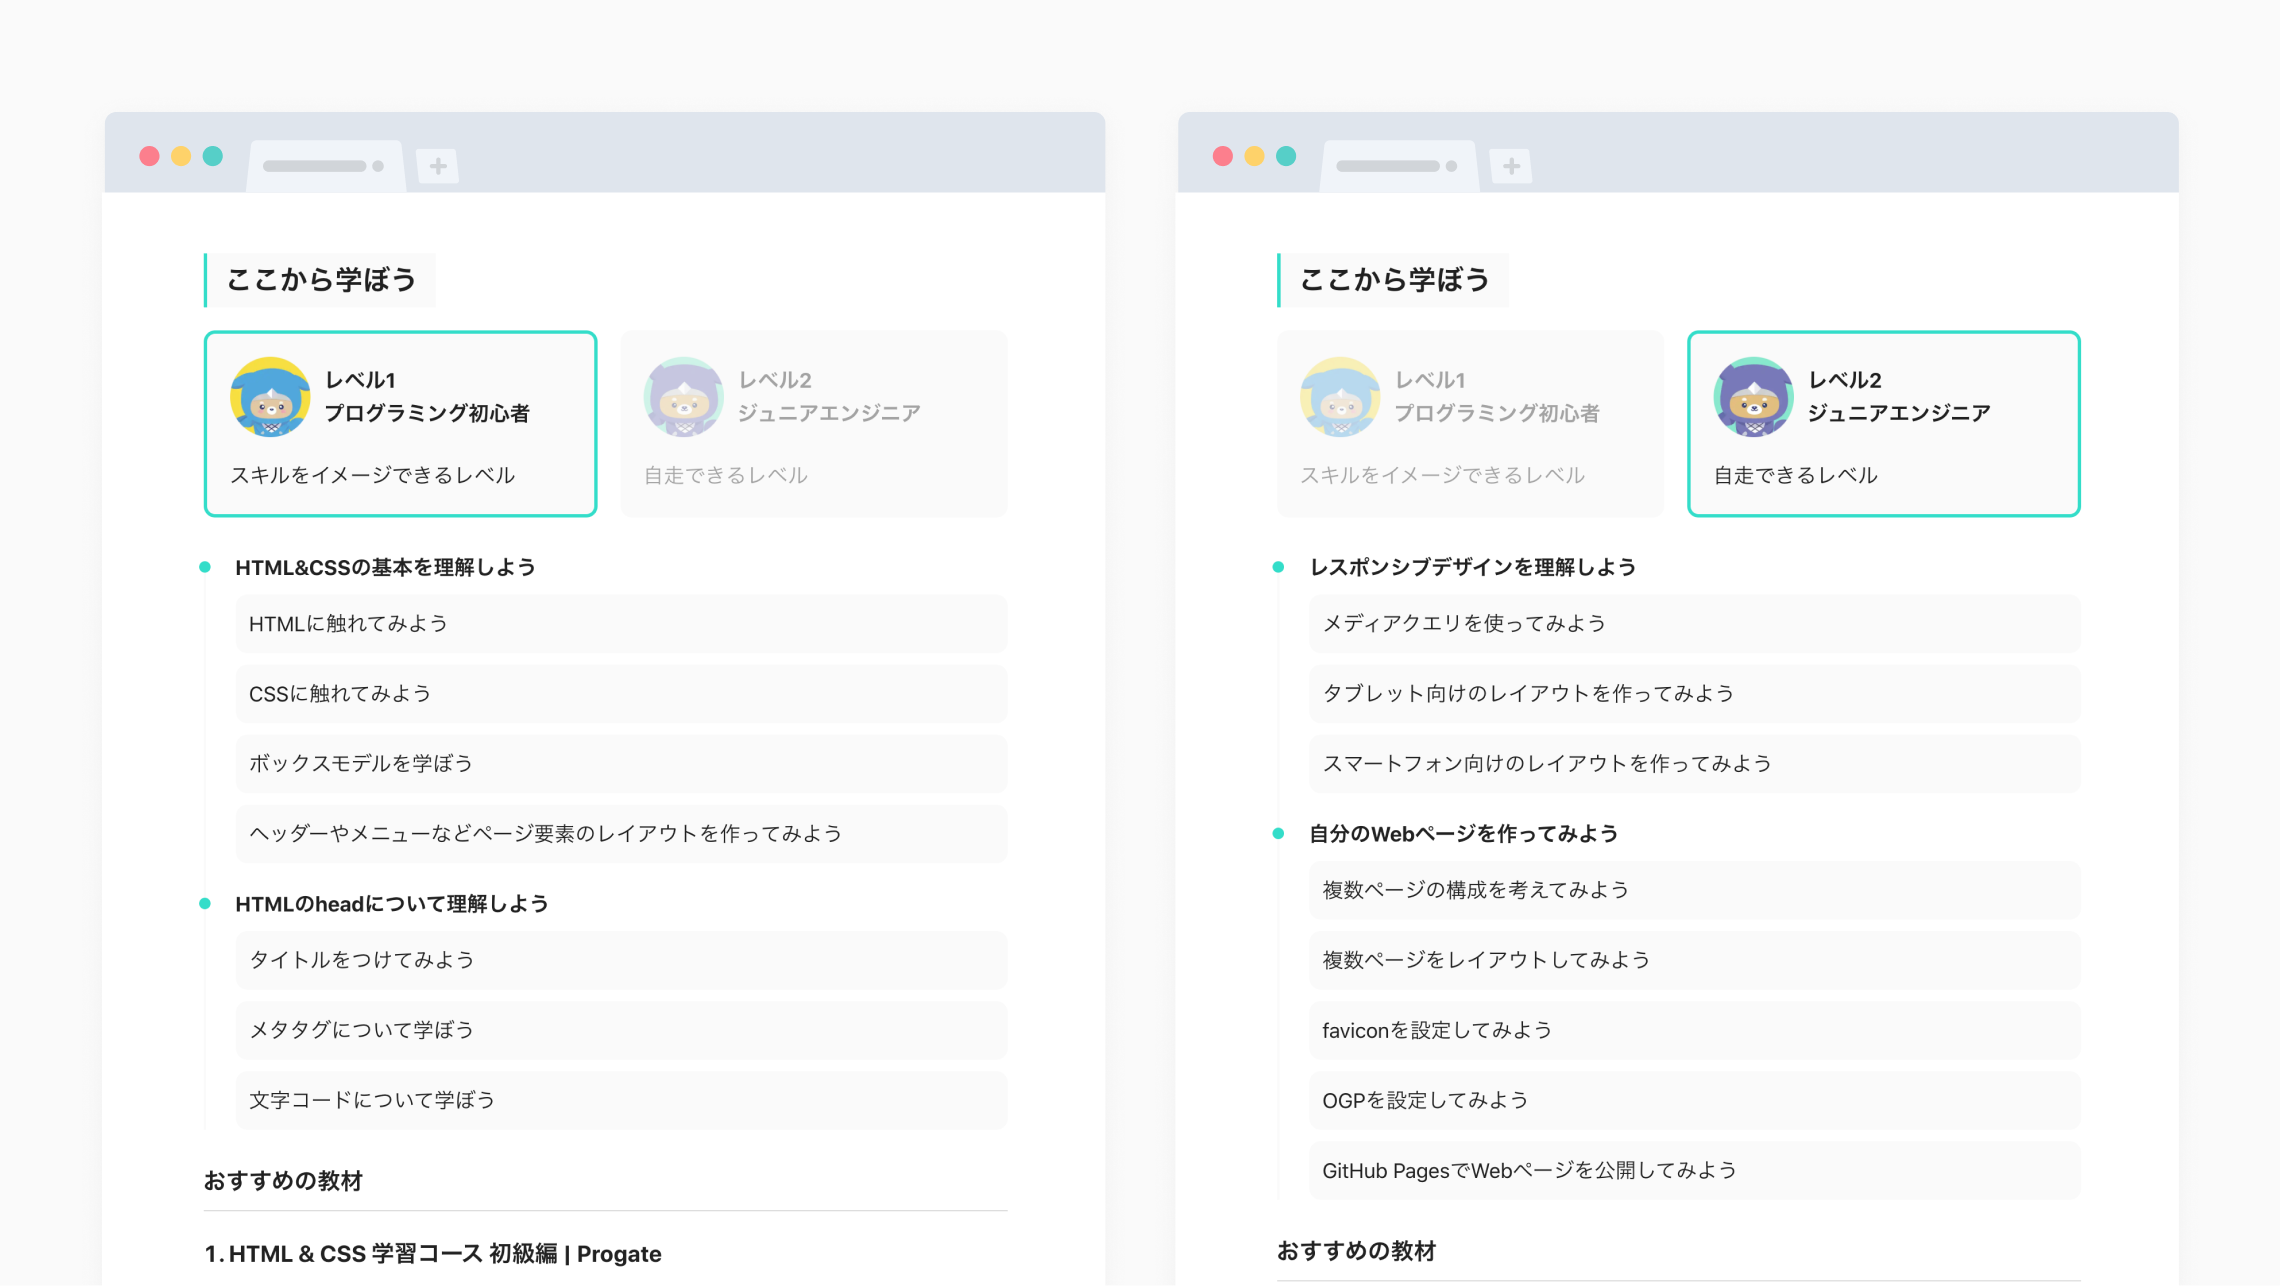 ここから学ぼう
レベル1
プログラミング初心者
スキルをイメージできるレベル
レベル2
ジュニアエンジニア
自走できるレベル
HTML&CSSの基本を理解しよう
HTMLに触れてみよう
CSSに触れてみよう
ボックスモデルを学ぼう
ヘッダーやメニューなどページ要素のレイアウトを作ってみよう
HTMLのheadについて理解しよう
タイトルをつけてみよう
メタタグについて学ぼう
文字コードについて学ぼう
おすすめの教材
1. HTML & CSS 学習コース 初級編 | Progate
ここから学ぼう
レベル1
プログラミング初心者
スキルをイメージできるレベル
レベル2
ジュニアエンジニア
自走できるレベル
レスポンシブデザインを理解しよう
メディアクエリを使ってみよう
タブレット向けのレイアウトを作ってみよう
スマートフォン向けのレイアウトを作ってみよう
自分のWebページを作ってみよう
複数ページの構成を考えてみよう
複数ページをレイアウトしてみよう
faviconを設定してみよう
OGPを設定してみよう
GitHub PagesでWebページを公開してみよう
おすすめの教材